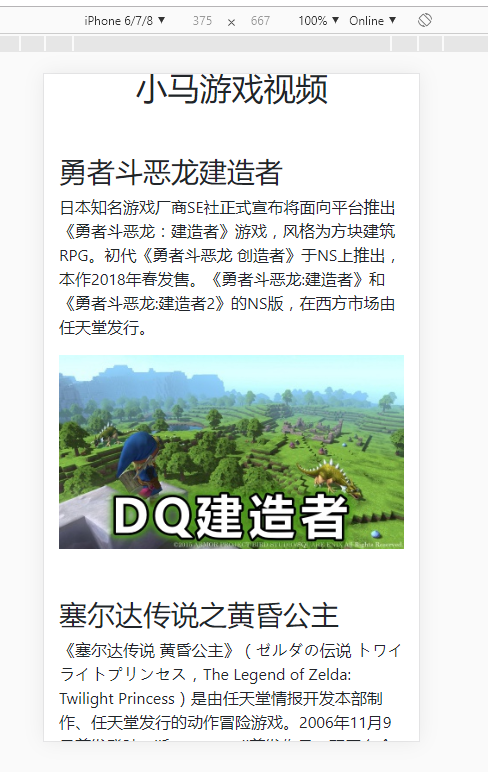 iPhone 6/7/8 ▼ 375 × 667 100% ▼ Online ▼
小马游戏视频
勇者斗恶龙建造者
日本知名游戏厂商SE社正式宣布将面向平台推出
《勇者斗恶龙：建造者》游戏，风格为方块建筑
RPG。初代《勇者斗恶龙 创造者》于NS上推出，
本作2018年春发售。《勇者斗恶龙:建造者》和
《勇者斗恶龙:建造者2》的NS版，在西方市场由
任天堂发行。
DQ建造者
All Rights Reserved.
塞尔达传说之黄昏公主
《塞尔达传说 黄昏公主》（ゼルダの伝说 トワイ
ライトプリンセス，The Legend of Zelda:
Twilight Princess）是由任天堂情报开发本部制
作、任天堂发行的动作冒险游戏。2006年11月9